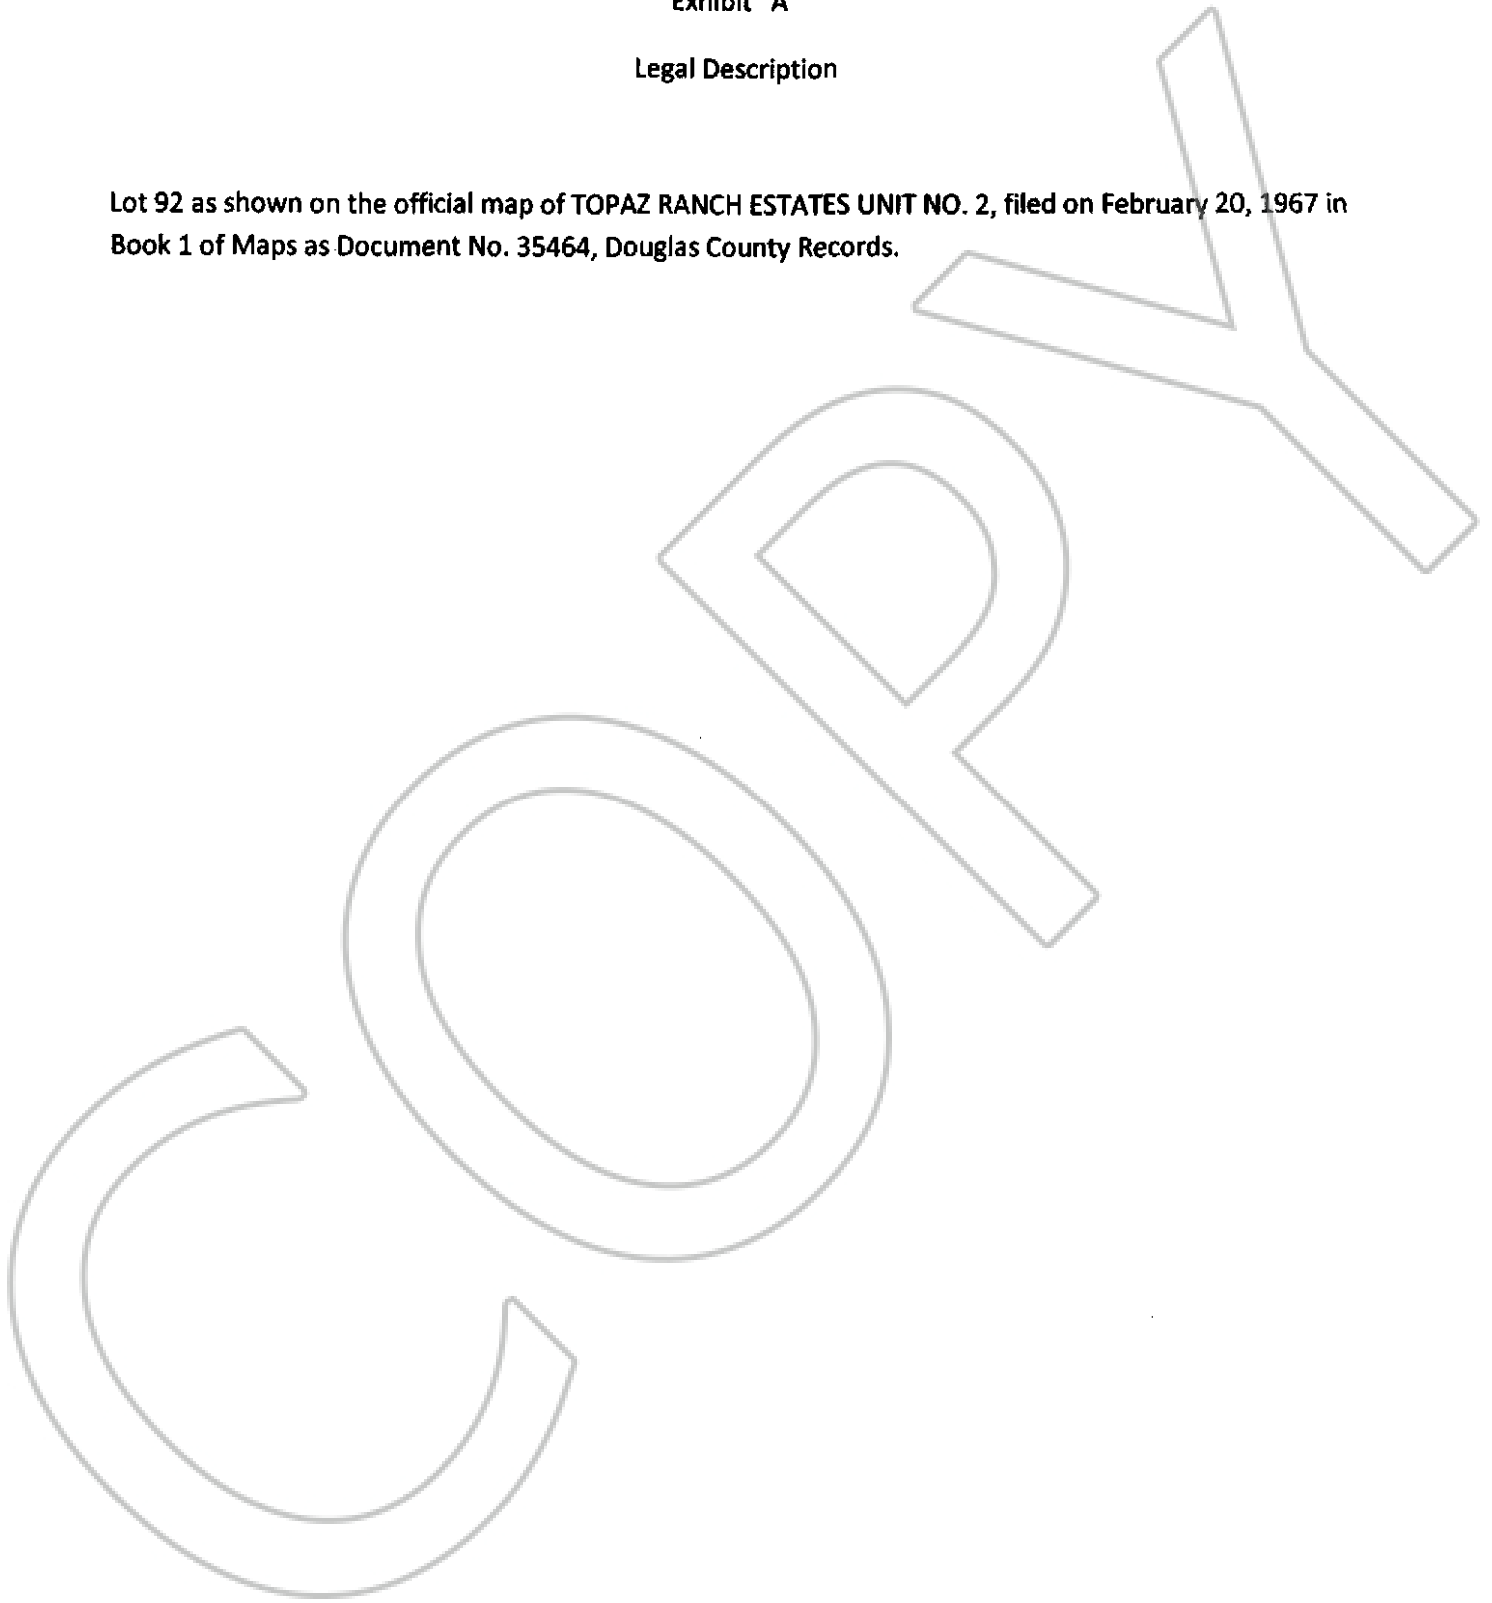 Exhibit "A
Legal Description
Lot 92 as shown on the official map of TOPAZ RANCH ESTATES UNIT NO. 2, filed on February 20, 1967 in
Book 1 of Maps as Document No. 35464, Douglas County Records.
COPY